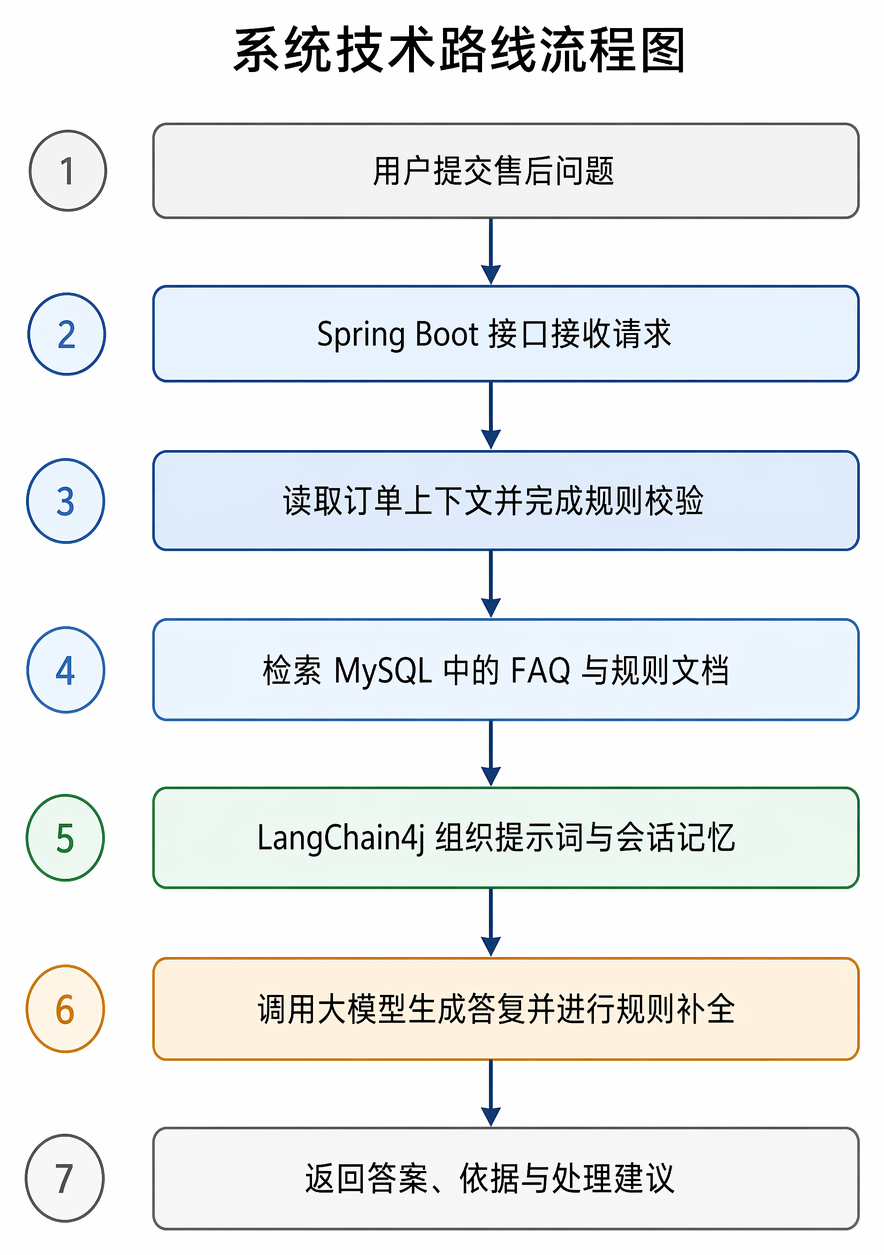 系统技术路线流程图
1
用户提交售后问题
2
Spring Boot 接口接收请求
3
读取订单上下文并完成规则校验
4
检索 MySQL 中的 FAQ 与规则文档
5
LangChain4j 组织提示词与会话记忆
6
调用大模型生成答复并进行规则补全
7
返回答案、依据与处理建议